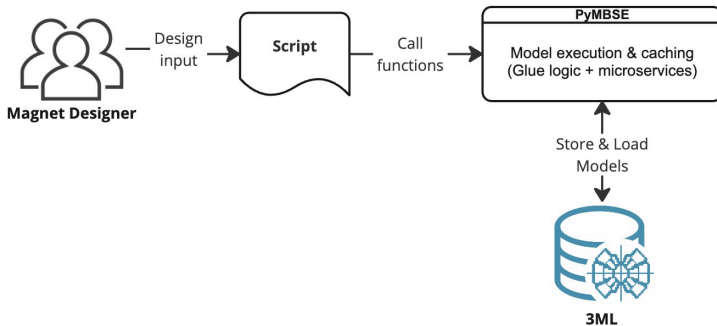 Magnet Designer
Design
input
Script
Call
functions
PyMBSE
Model execution & caching
(Glue logic + microservices)
Store & Load
Models
3ML